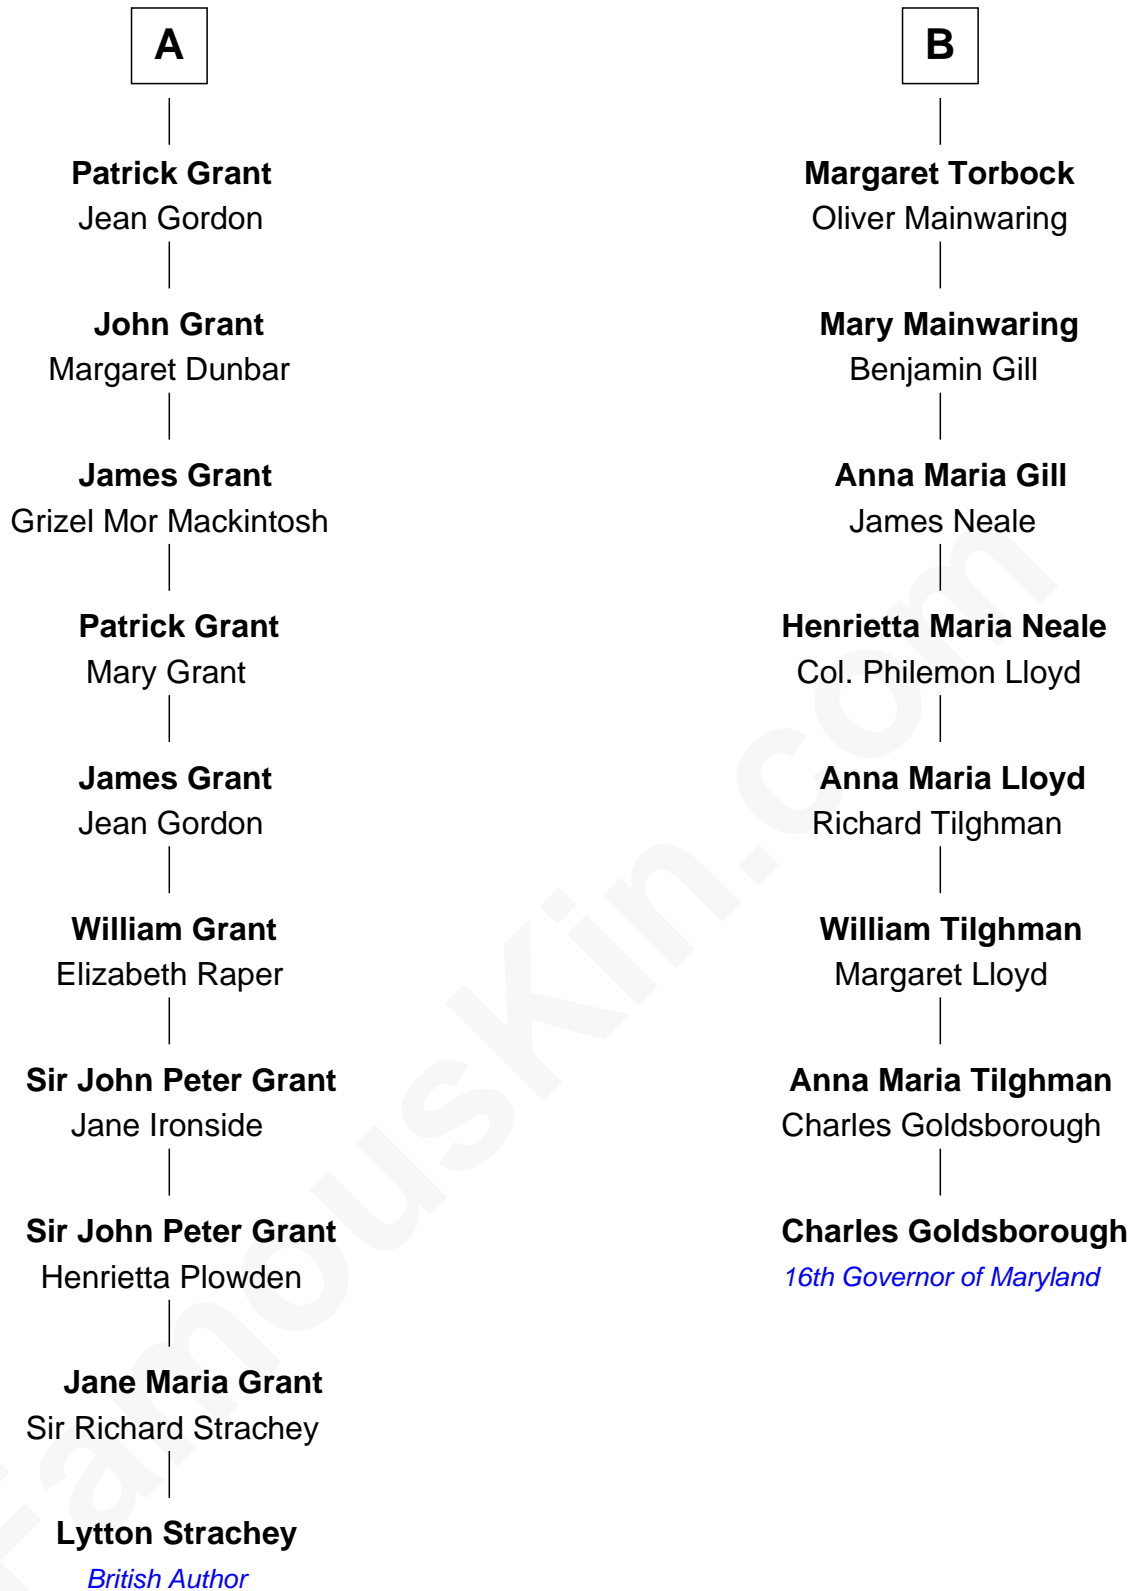 A
Patrick Grant
Jean Gordon
John Grant
Margaret Dunbar
James Grant
Grizel Mor Mackintosh
Patrick Grant
Mary Grant
James Grant
Jean Gordon
William Grant
Elizabeth Raper
Sir John Peter Grant
Jane Ironside
Sir John Peter Grant
Henrietta Plowden
Jane Maria Grant
Sir Richard Strachey
Lytton Strachey
British Author
B
Margaret Torbock
Oliver Mainwaring
Mary Mainwaring
Benjamin Gill
Anna Maria Gill
James Neale
Henrietta Maria Neale
Col. Philemon Lloyd
Anna Maria Lloyd
Richard Tilghman
William Tilghman
Margaret Lloyd
Anna Maria Tilghman
Charles Goldsborough
Charles Goldsborough
16th Governor of Maryland
FamousKin.com